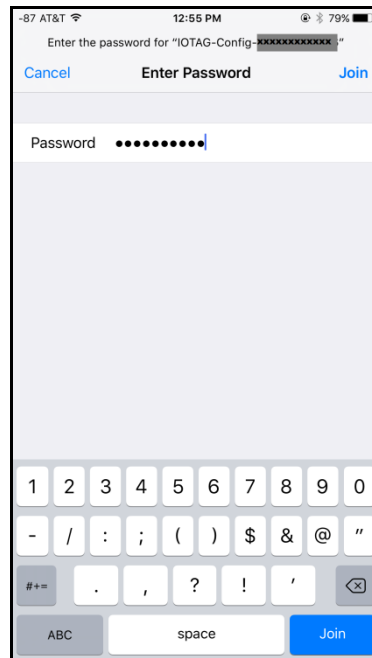 -87 AT&T 12:55 PM 79%
Enter the password for "IOTAG-Config-xxxxxxxxxxxx"
Cancel Enter Password Join
Password ●●●●●●●●●●
1 2 3 4 5 6 7 8 9 0
- / : ; ( ) $ & @ "
#+= . , ? ! '
ABC space Join